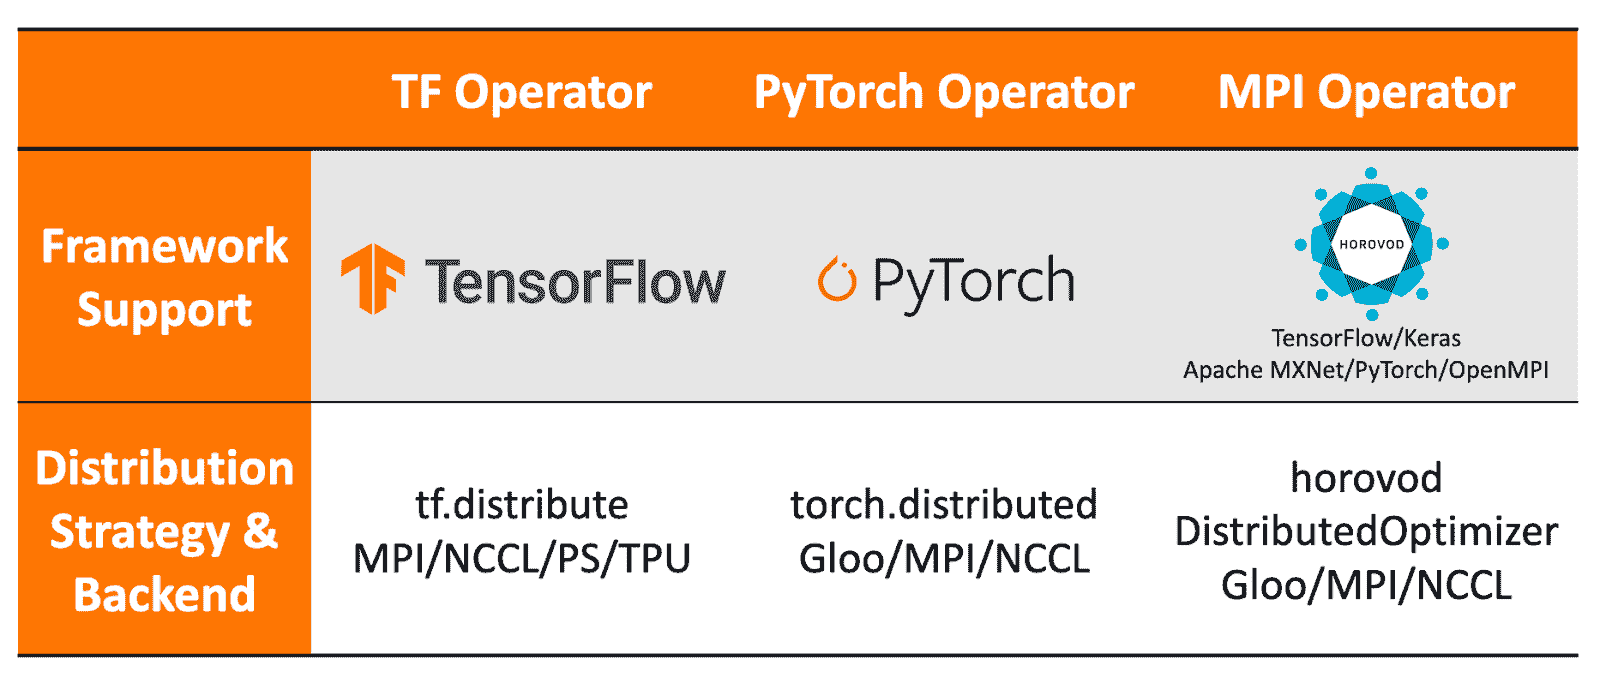 TF Operator
PyTorch Operator
MPI Operator
Framework
Support
TensorFlow
PyTorch
HOROVOD
TensorFlow/Keras
Apache MXNet/PyTorch/OpenMPI
Distribution
Strategy &
Backend
tf.distribute
MPI/NCCL/PS/TPU
torch.distributed
Gloo/MPI/NCCL
horovod
DistributedOptimizer
Gloo/MPI/NCCL